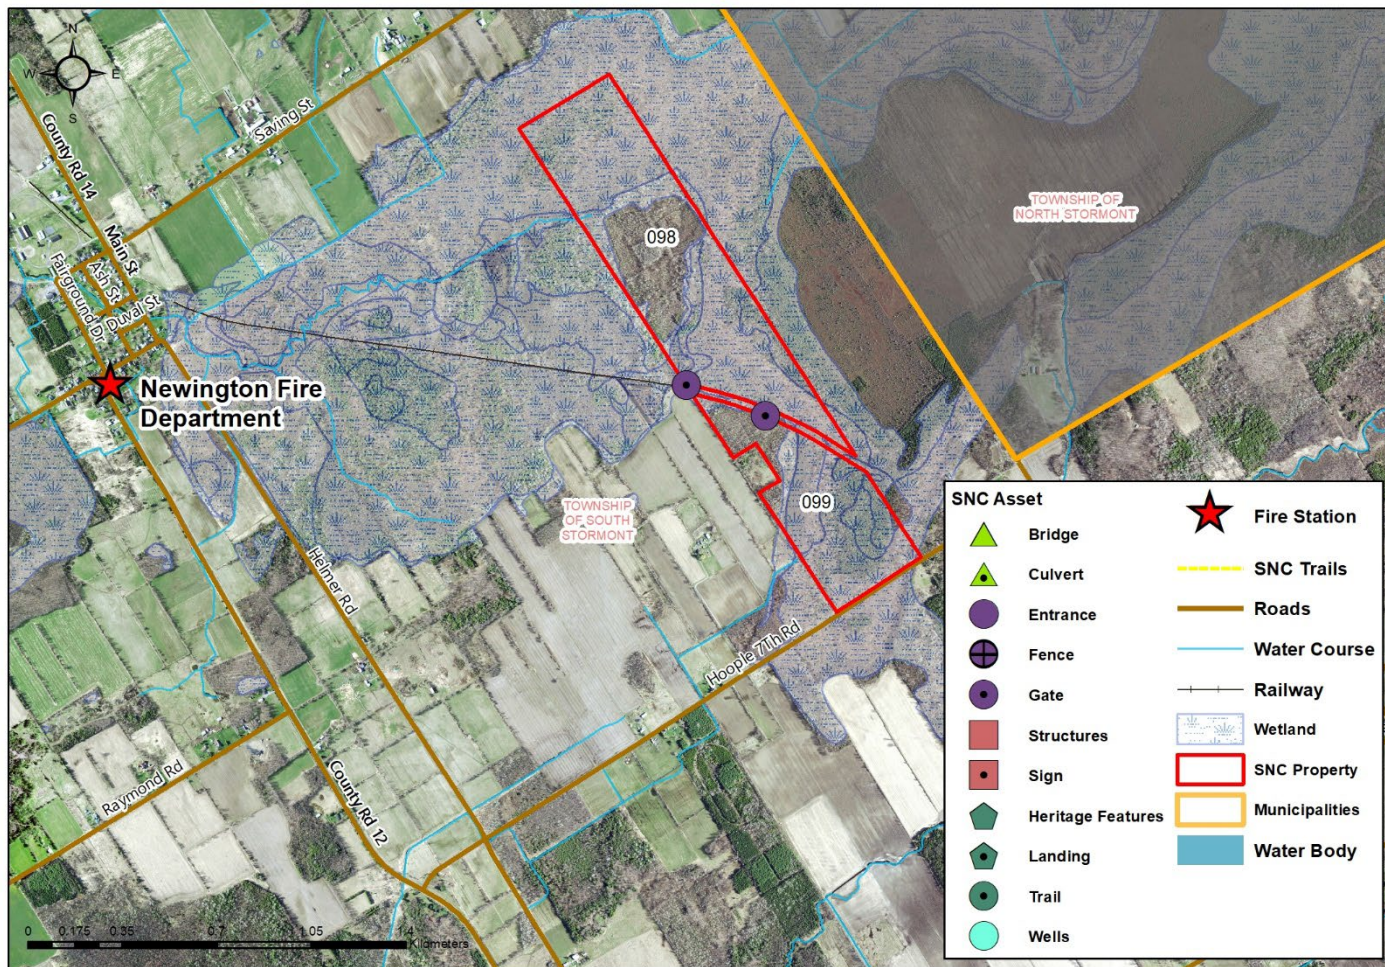 N
W E
S
County Rd 14
Saving St
Main St
Ash St
Fairground Dr
Duval St
Newington Fire
Department
098
099
TOWNSHIP OF
NORTH STORMONT
TOWNSHIP
OF SOUTH
STORMONT
Helmer Rd
Hoople 7Th Rd
Raymond Rd
County Rd 12
0 0.175 0.35 0.7 1.05 1.4
Kilometers
SNC Asset
Bridge
Culvert
Entrance
Fence
Gate
Structures
Sign
Heritage Features
Landing
Trail
Wells
Fire Station
SNC Trails
Roads
Water Course
Railway
Wetland
SNC Property
Municipalities
Water Body